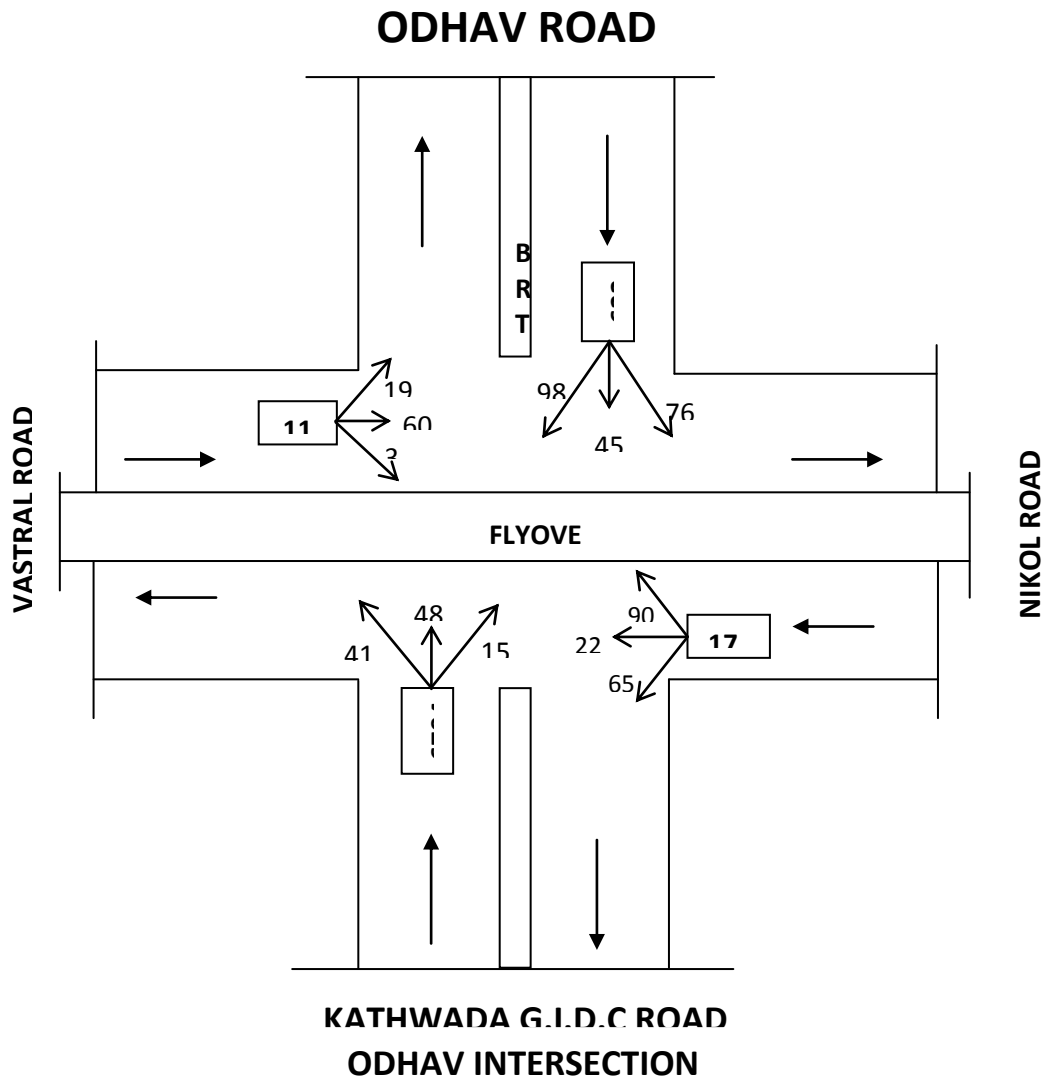 ODHAV ROAD
B
R
T
98
45
76
19
60
3
11
VASTRAL ROAD
NIKOL ROAD
FLYOVE
48
41
15
90
22
17
65
KATHWADA G.I.D.C ROAD
ODHAV INTERSECTION